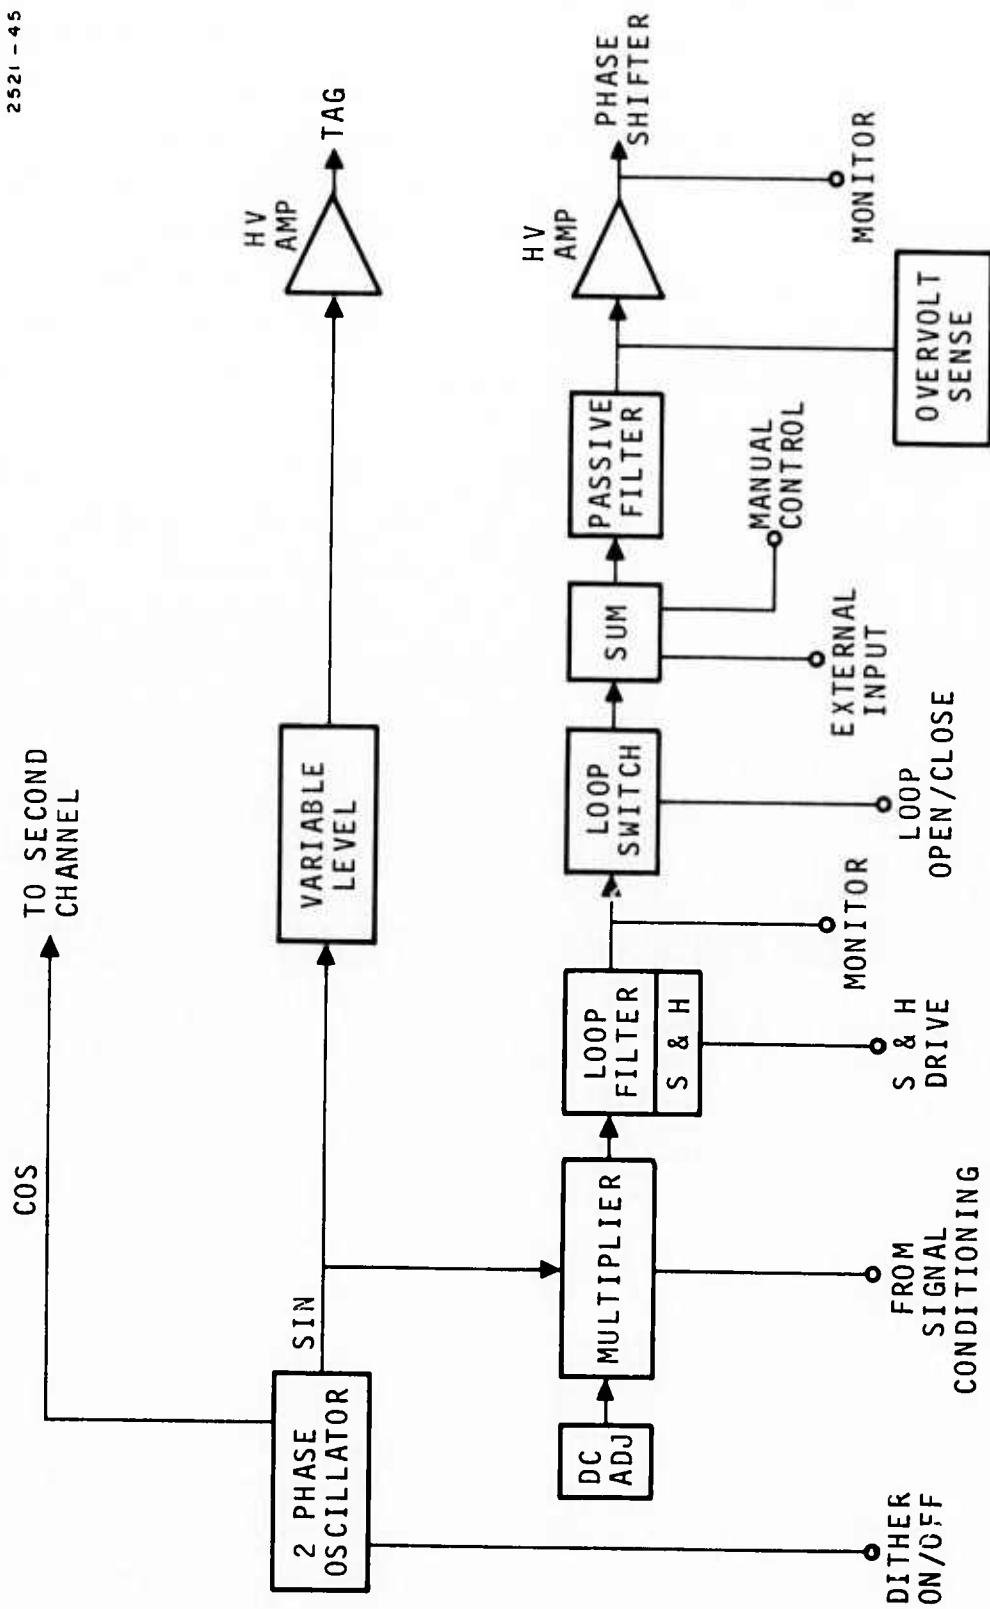 2521-45
COS
TO SECOND
CHANNEL
2 PHASE
OSCILLATOR
SIN
VARIABLE
LEVEL
HV
AMP
TAG
DC
ADJ
MULTIPLIER
LOOP
FILTER
S & H
LOOP
SWITCH
SUM
PASSIVE
FILTER
HV
AMP
PHASE
SHIFTER
DITHER
ON/OFF
FROM
SIGNAL
CONDITIONING
S & H
DRIVE
MONITOR
LOOP
OPEN/CLOSE
EXTERNAL
INPUT
MANUAL
CONTROL
OVERVOLT
SENSE
MONITOR